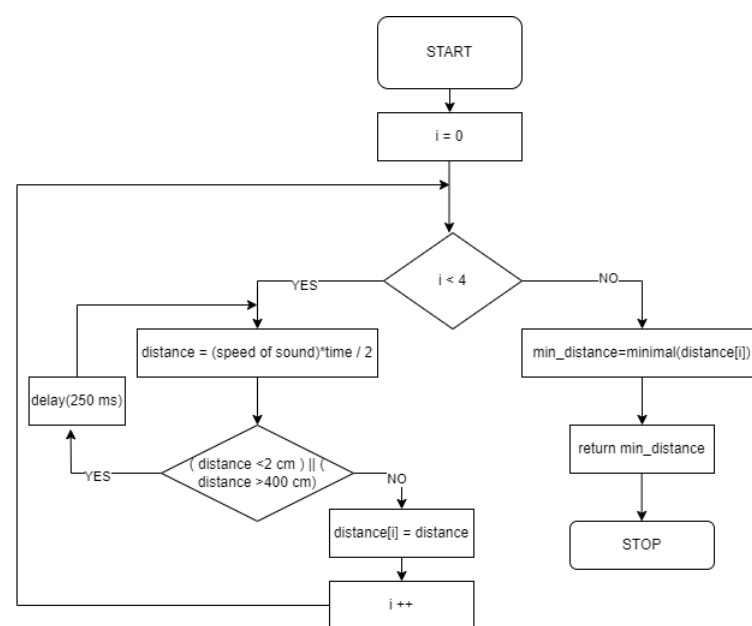 START
i = 0
i < 4
YES
NO
distance = (speed of sound)*time / 2
min_distance=minimal(distance[i])
delay(250 ms)
( distance <2 cm ) || (
distance >400 cm)
return min_distance
YES
NO
distance[i] = distance
STOP
i ++